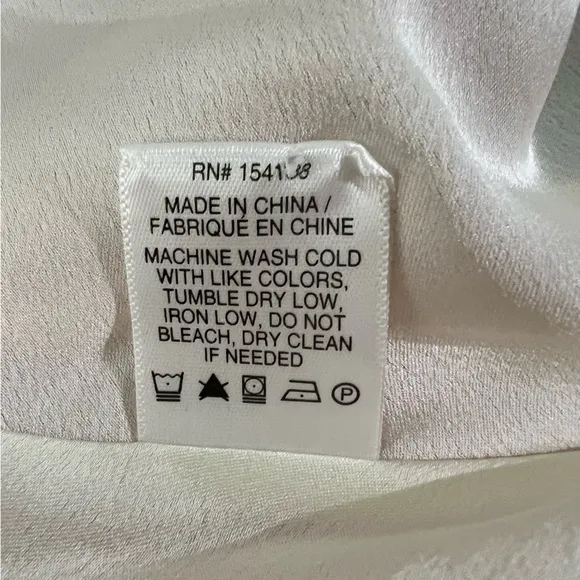 RN#
MADE IN CHINA /
FABRIQUÉ EN CHINE
MACHINE WASH COLD
WITH LIKE COLORS,
TUMBLE DRY LOW,
IRON LOW, DO NOT
BLEACH, DRY CLEAN
IF NEEDED
P